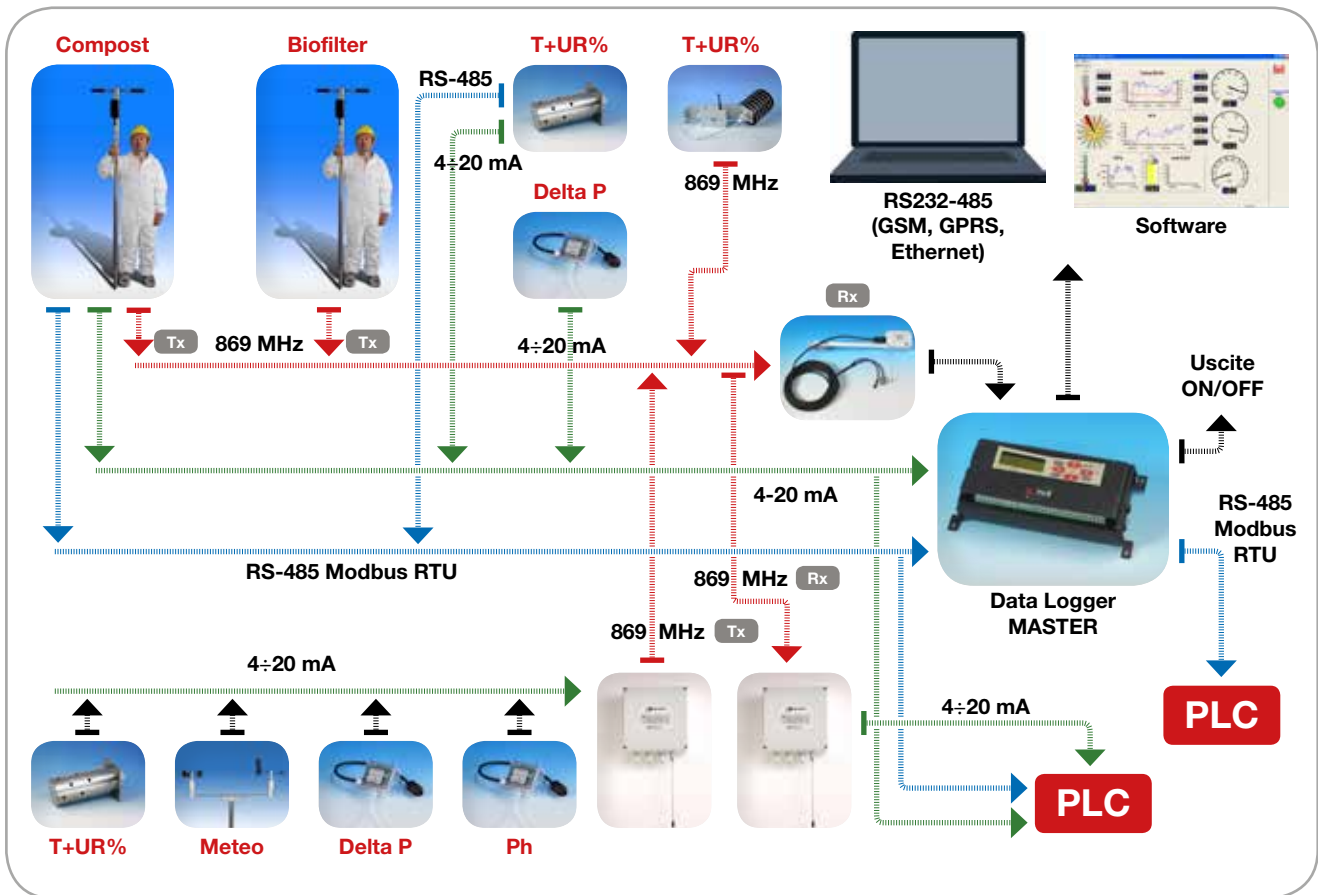 Compost
Biofilter
T+UR%
T+UR%
RS-485
4÷20 mA
869 MHz
Delta P
RS232-485
(GSM, GPRS,
Ethernet)
Software
Rx
Tx
869 MHz
Tx
4÷20 mA
Uscite
ON/OFF
4-20 mA
RS-485
Modbus
RTU
RS-485 Modbus RTU
869 MHz
Rx
Data Logger
MASTER
869 MHz
Tx
4÷20 mA
4÷20 mA
PLC
PLC
T+UR%
Meteo
Delta P
Ph